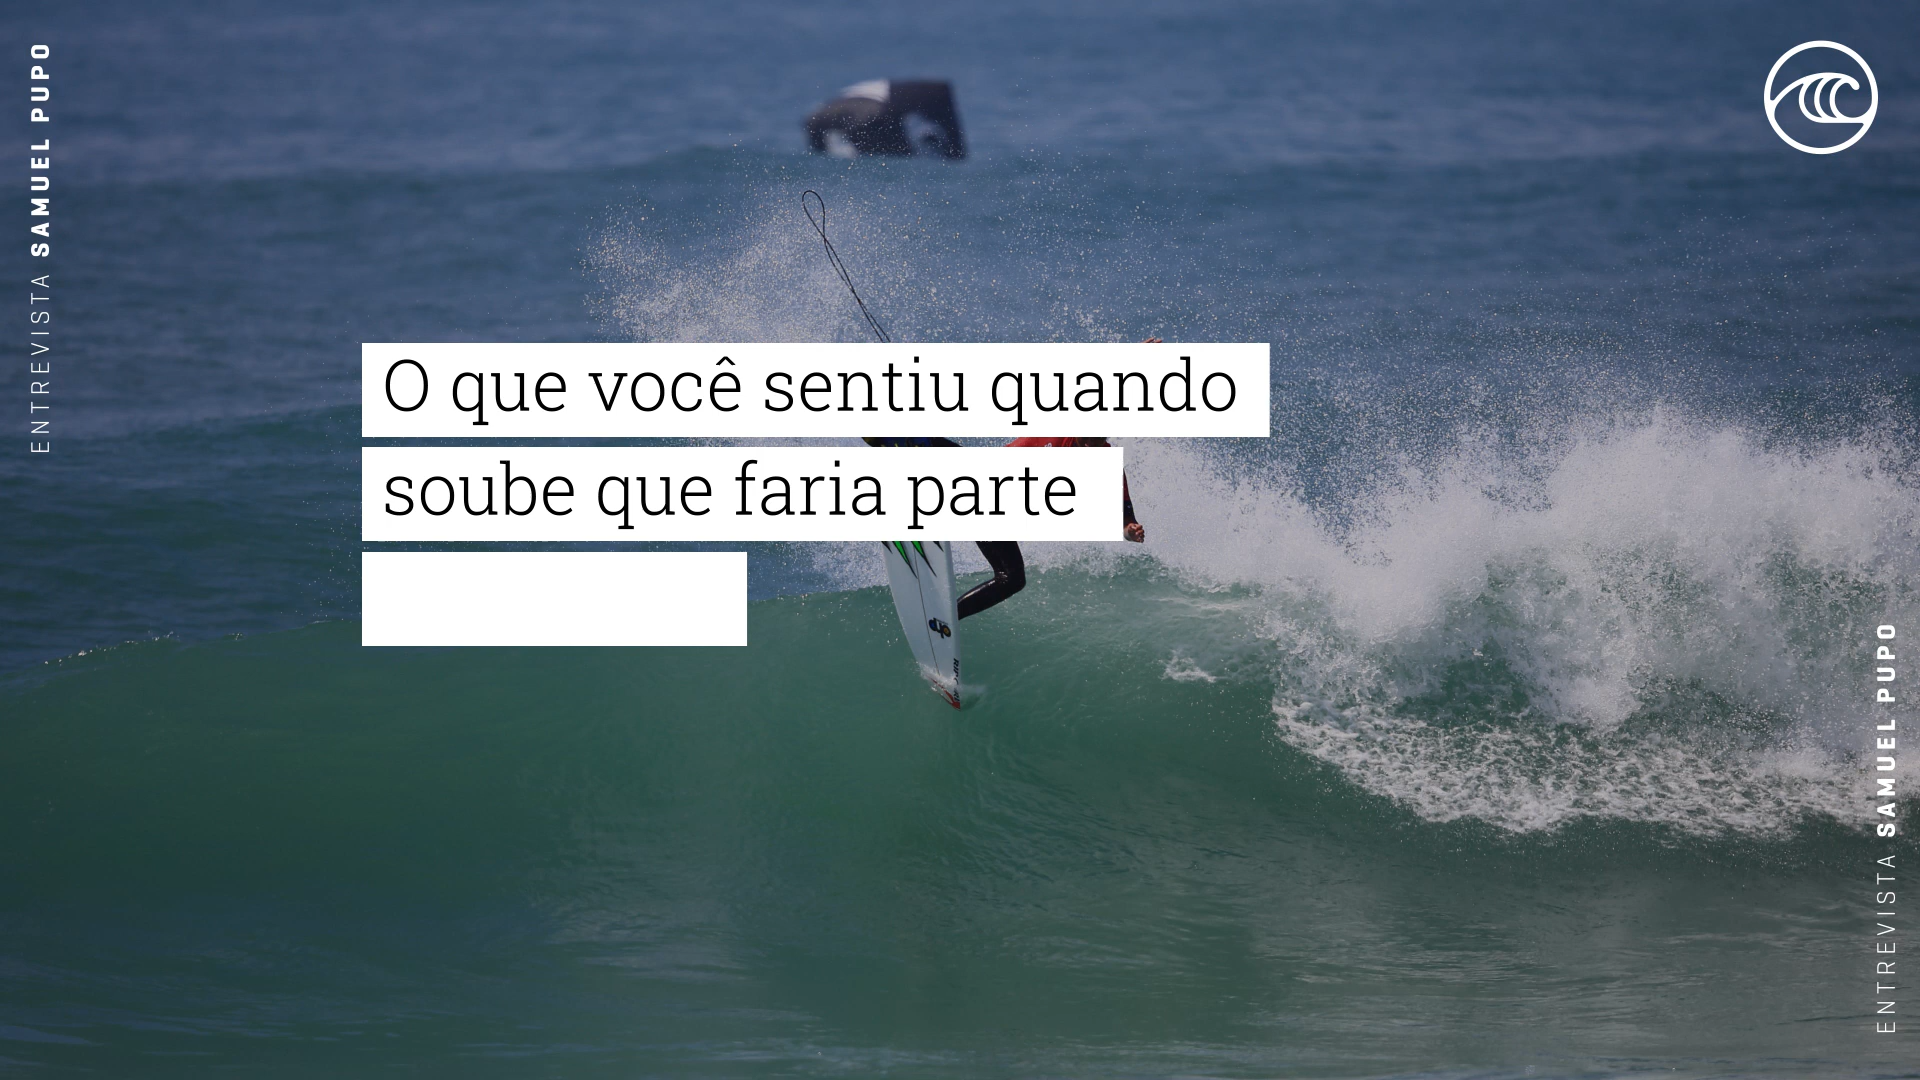 ENTREVISTA SAMUEL PUPO
O que você sentiu quando
soube que faria parte
ENTREVISTA SAMUEL PUPO